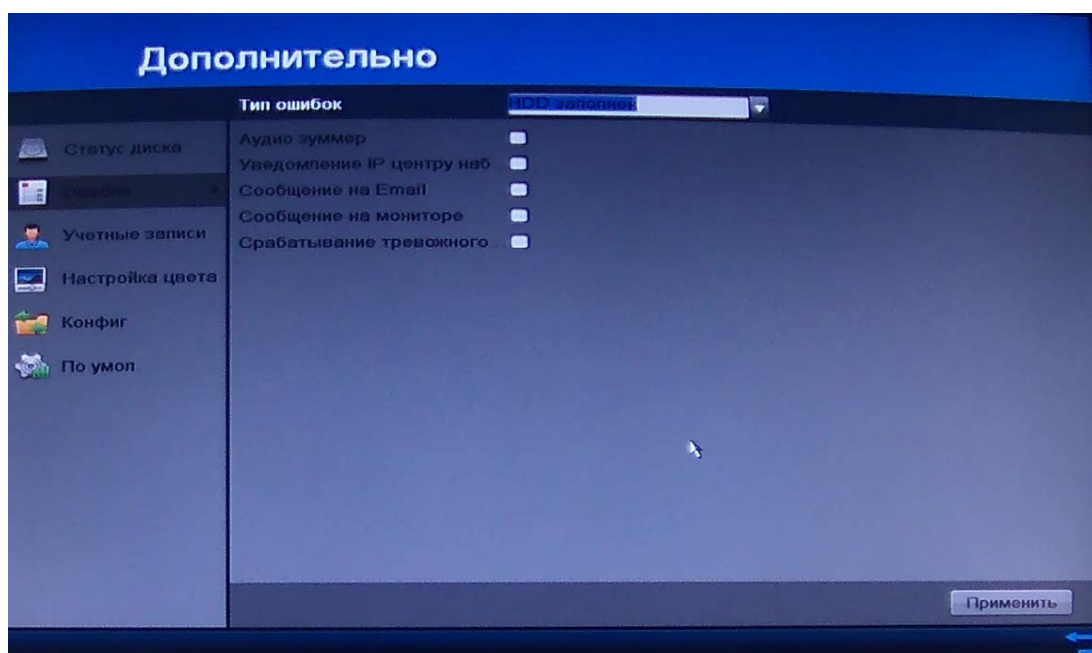 Дополнительно
Тип ошибок
HDD заполнен
Статус диска
Ошибки
Учетные записи
Настройка цвета
Конфиг
По умол.
Аудио зуммер
Уведомление IP центру наб...
Сообщение на Email
Сообщение на мониторе
Срабатывание тревожного...
Применить